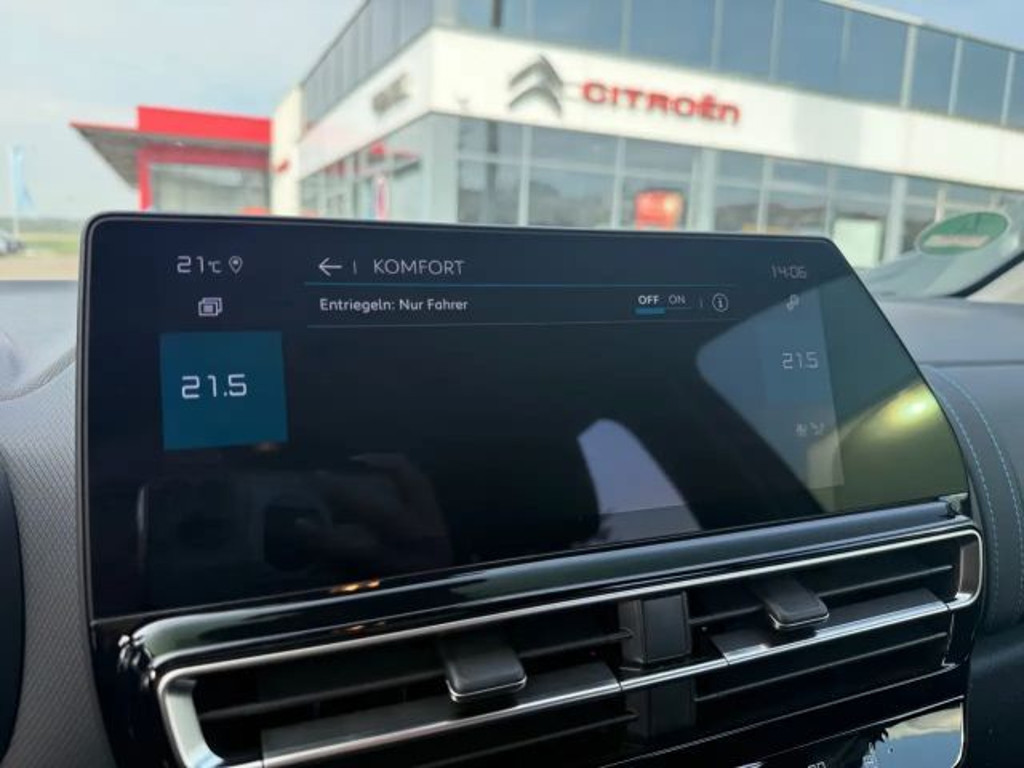 CITROËN
21°C
← | KOMFORT
14:06
Entriegeln: Nur Fahrer
OFF ON | i
21.5
21.5